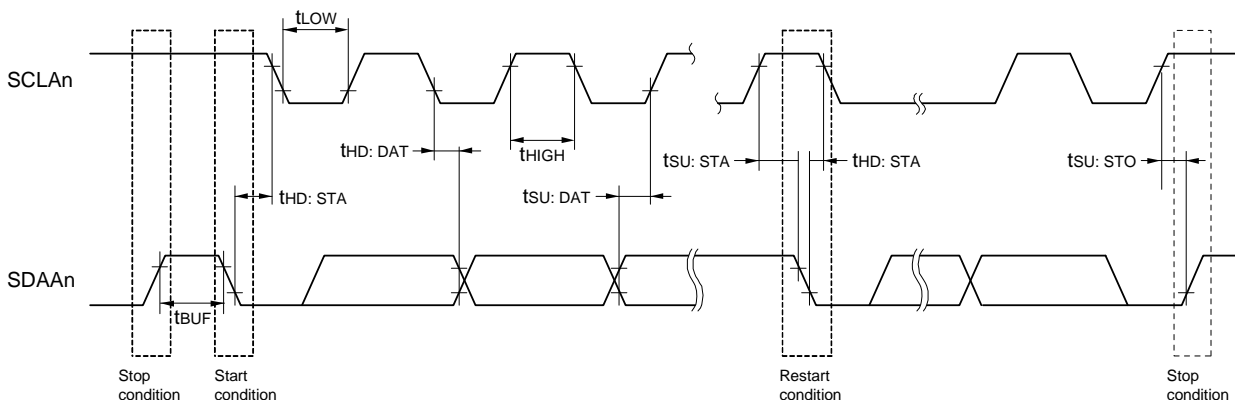 tLOW
SCLAn
tHD: DAT
tHIGH
tSU: STA
tHD: STA
tSU: STO
tHD: STA
tSU: DAT
SDAAn
tBUF
Stop
condition
Start
condition
Restart
condition
Stop
condition